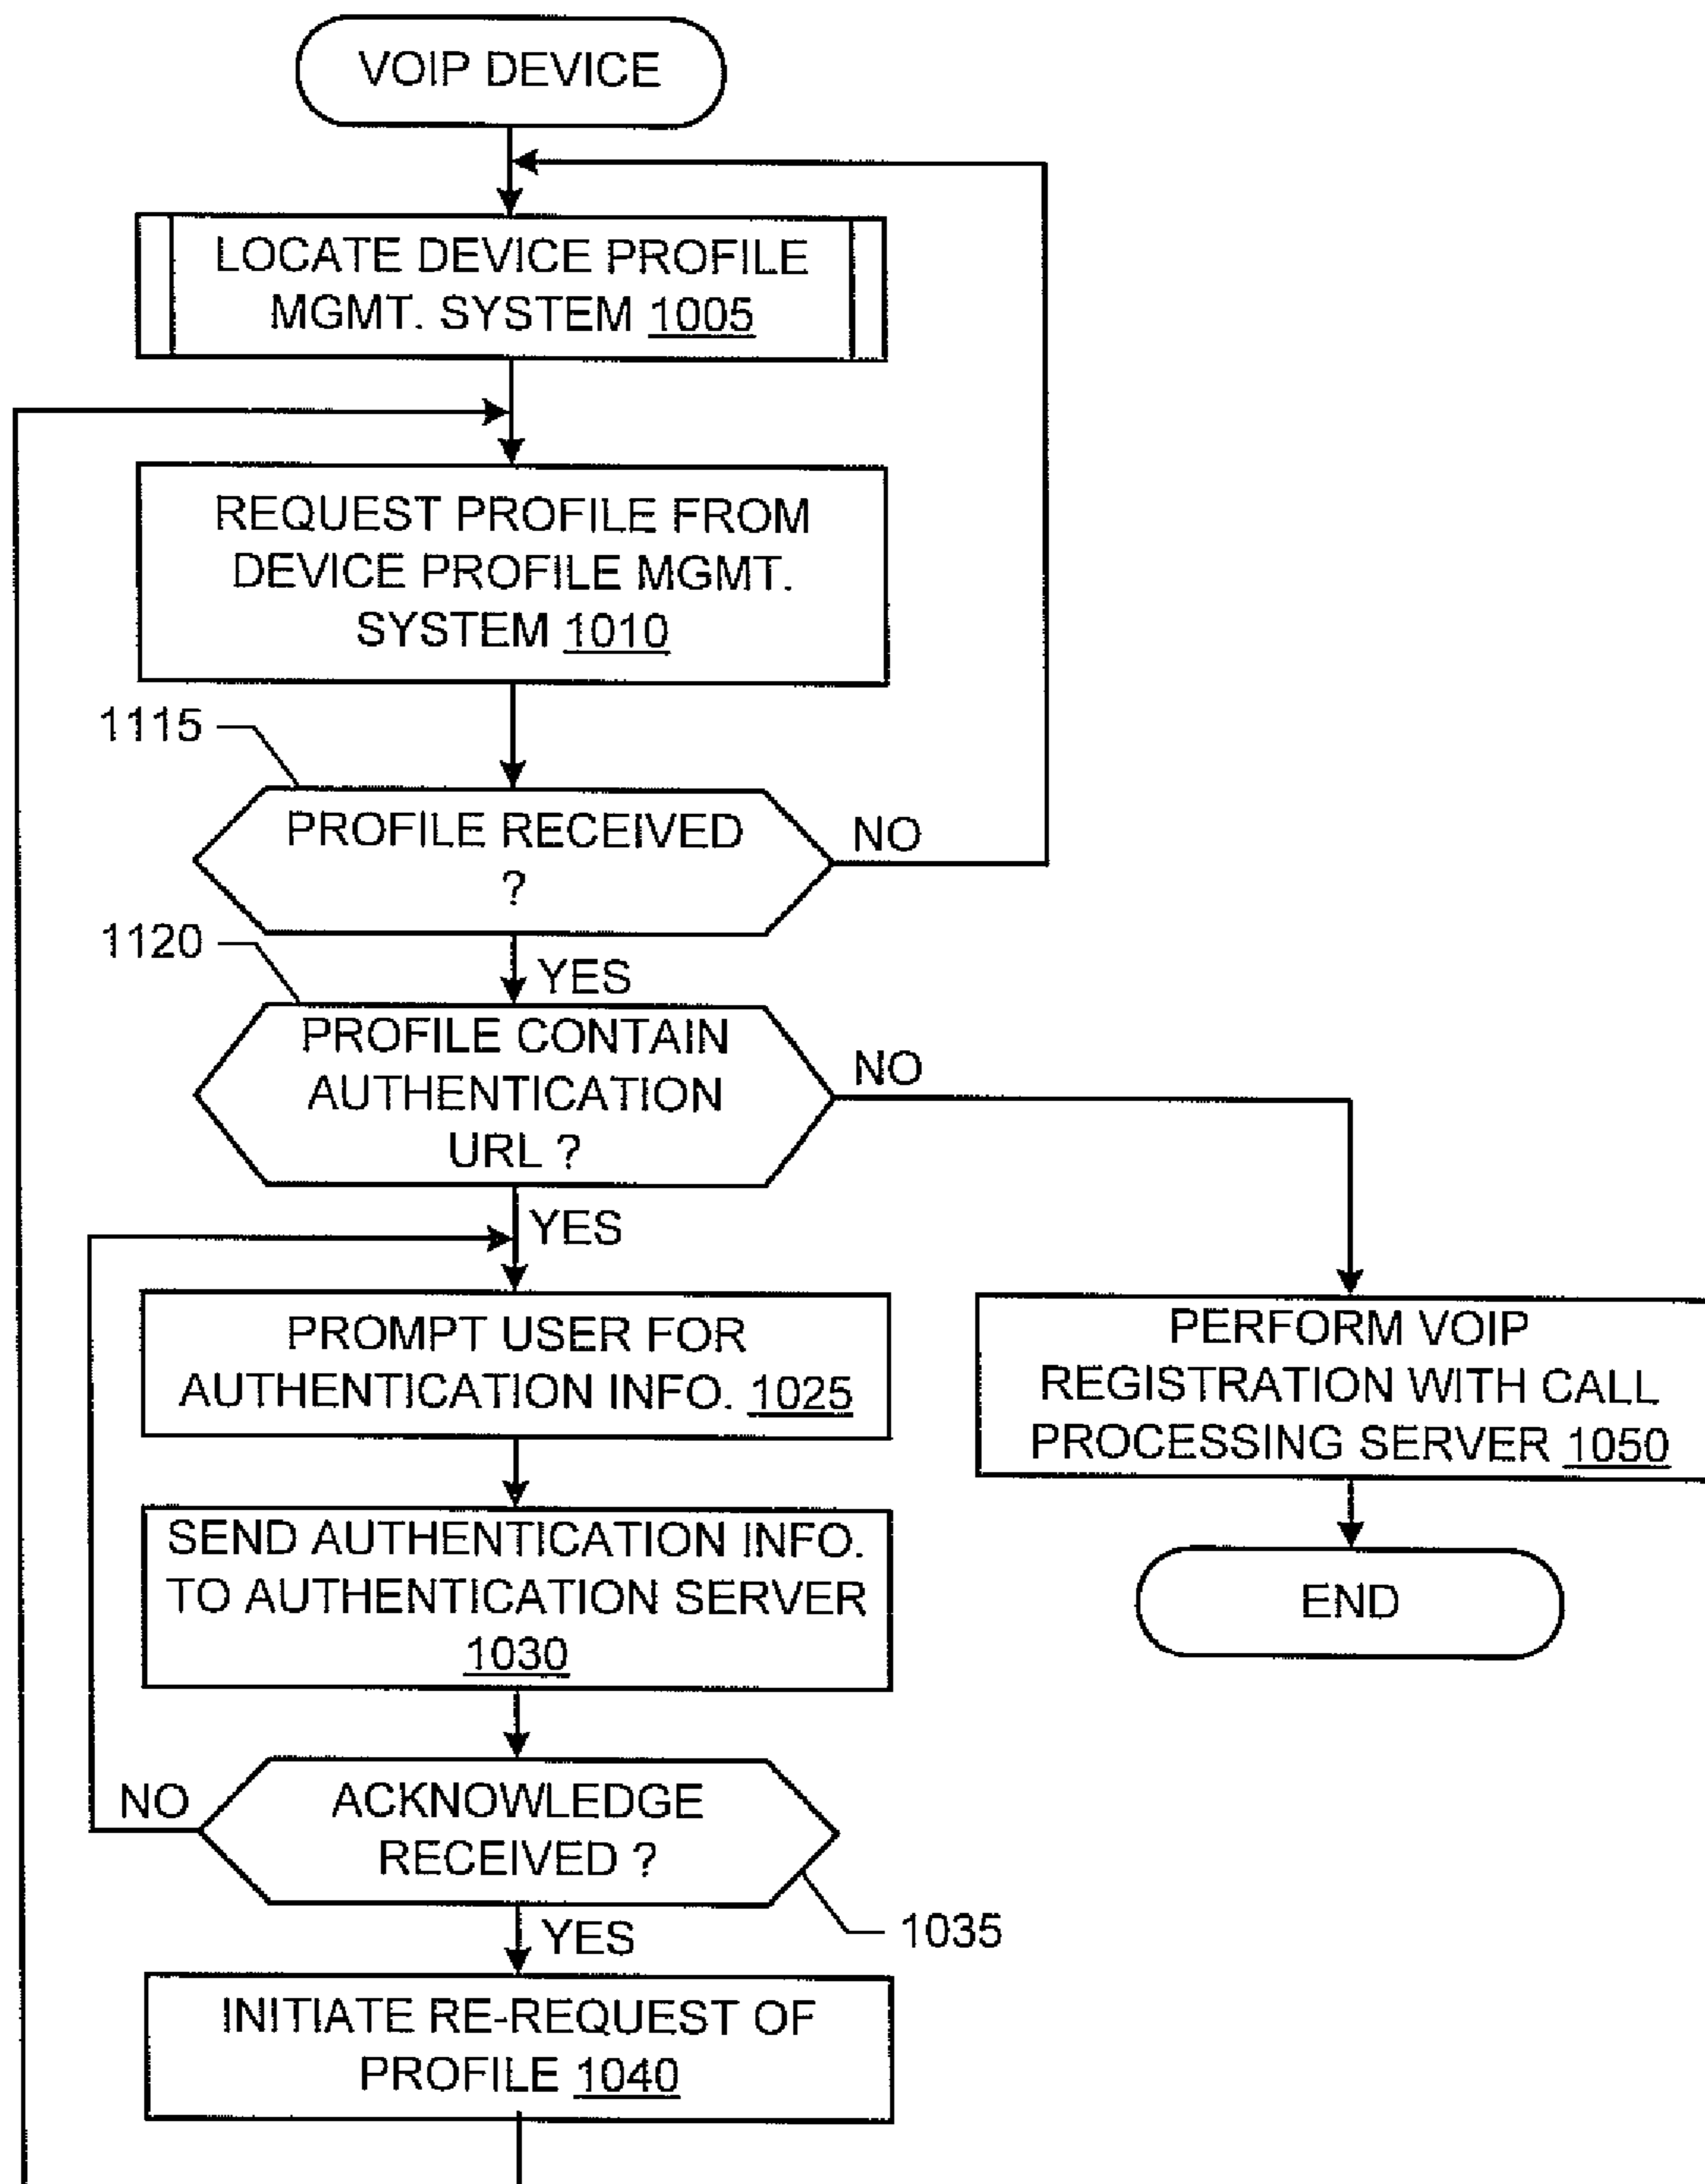 VOIP DEVICE
LOCATE DEVICE PROFILE
MGMT. SYSTEM 1005
REQUEST PROFILE FROM
DEVICE PROFILE MGMT.
SYSTEM 1010
1115
PROFILE RECEIVED
?
NO
1120
YES
PROFILE CONTAIN
AUTHENTICATION
URL ?
NO
YES
PROMPT USER FOR
AUTHENTICATION INFO. 1025
PERFORM VOIP
REGISTRATION WITH CALL
PROCESSING SERVER 1050
SEND AUTHENTICATION INFO.
TO AUTHENTICATION SERVER
1030
END
NO
ACKNOWLEDGE
RECEIVED ?
1035
YES
INITIATE RE-REQUEST OF
PROFILE 1040